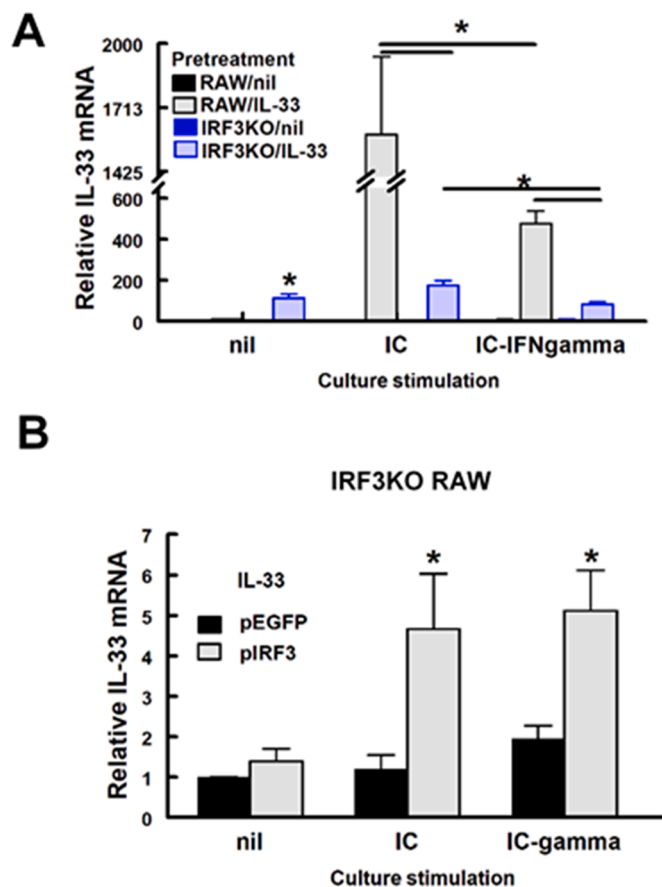 A
Relative IL-33 mRNA
2000
1713
1425
600
400
200
0
Pretreatment
RAW/nil
RAW/IL-33
IRF3KO/nil
IRF3KO/IL-33
*
*
*
nil
IC
IC-IFNgamma
Culture stimulation
B
IRF3KO RAW
Relative IL-33 mRNA
7
6
5
4
3
2
1
0
IL-33
pEGFP
pIRF3
*
*
nil
IC
IC-gamma
Culture stimulation